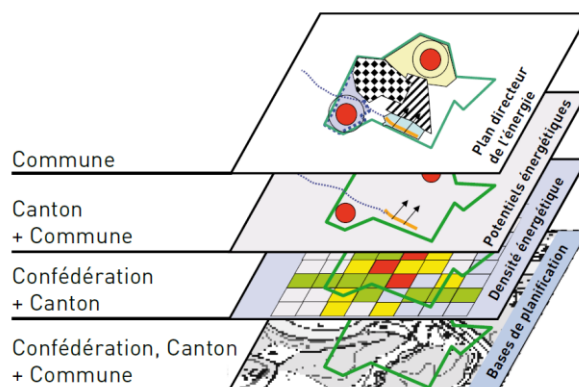 Plan directeur
de l'énergie
Commune
Potentiels énergétiques
Canton
+ Commune
Densité énergétique
Confédération
+ Canton
Bases de planification
Confédération, Canton
+ Commune